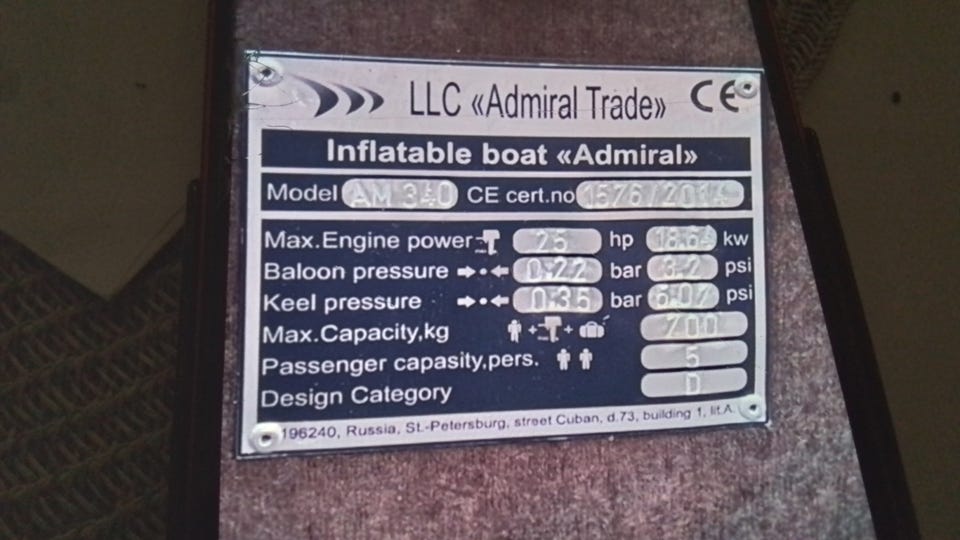 LLC «Admiral Trade» CE
Inflatable boat «Admiral»
Model AM 340 CE cert.no 1576/2014
Max.Engine power 25 hp 18.64 kw
Baloon pressure 0.22 bar 3.2 psi
Keel pressure 0.35 bar 5.07 psi
Max.Capacity,kg 700
Passenger capasity,pers. 5
Design Category D
196240, Russia, St.-Petersburg, street Cuban, d.73, building 1, lit.A.